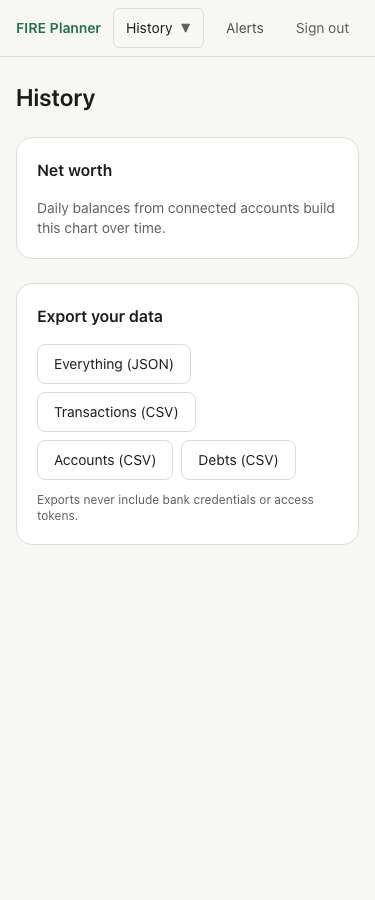 FIRE Planner History ▼ Alerts Sign out
History
Net worth
Daily balances from connected accounts build
this chart over time.
Export your data
Everything (JSON)
Transactions (CSV)
Accounts (CSV) Debts (CSV)
Exports never include bank credentials or access
tokens.